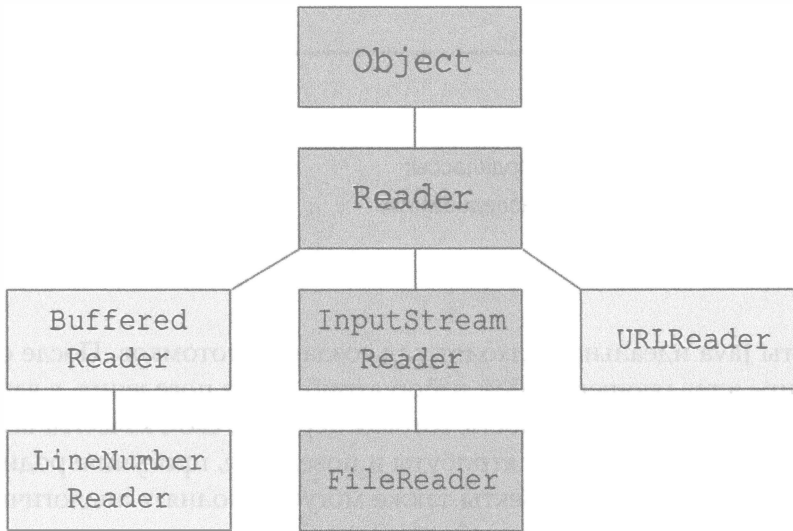 Object
Reader
Buffered
Reader
InputStream
Reader
URLReader
LineNumber
Reader
FileReader